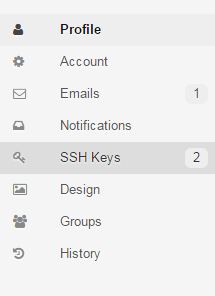 Profile
Account
Emails 1
Notifications
SSH Keys 2
Design
Groups
History